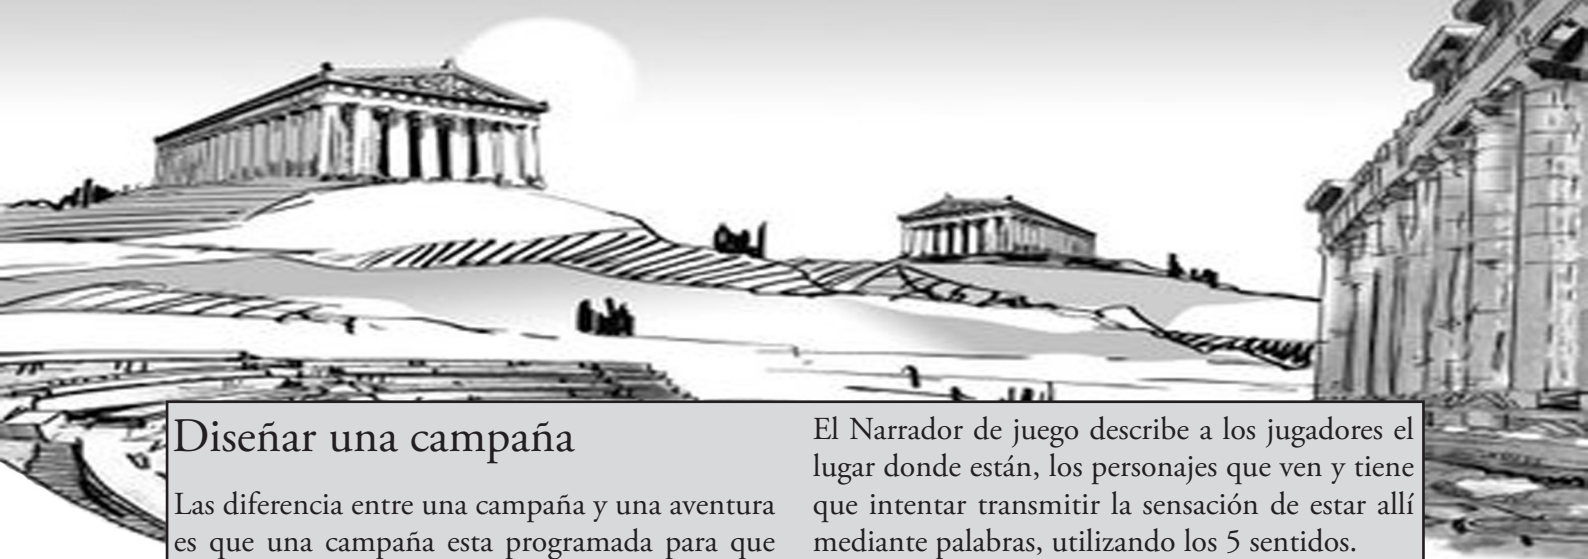 Diseñar una campaña
Las diferencia entre una campaña y una aventura
es que una campaña esta programada para que
El Narrador de juego describe a los jugadores el
lugar donde están, los personajes que ven y tiene
que intentar transmitir la sensación de estar allí
mediante palabras, utilizando los 5 sentidos.